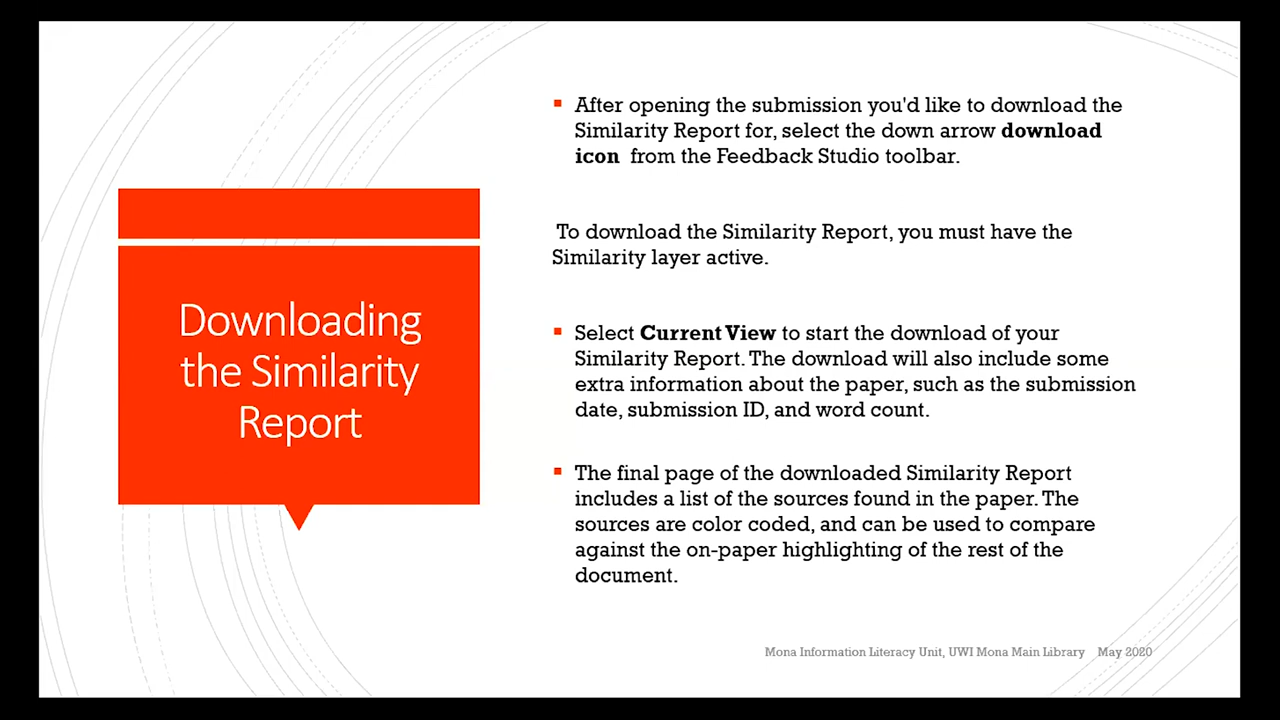 Downloading
the Similarity
Report
After opening the submission you'd like to download the
Similarity Report for, select the down arrow download
icon from the Feedback Studio toolbar.
To download the Similarity Report, you must have the
Similarity layer active.
Select Current View to start the download of your
Similarity Report. The download will also include some
extra information about the paper, such as the submission
date, submission ID, and word count.
The final page of the downloaded Similarity Report
includes a list of the sources found in the paper. The
sources are color coded, and can be used to compare
against the on-paper highlighting of the rest of the
document.
Mona Information Literacy Unit, UWI Mona Main Library May 2020